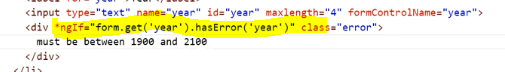 <input type="text" name="year" id="year" maxlength="4" formControlName="year">
<div *ngIf="form.get('year').hasError('year')" class="error">
must be between 1900 and 2100
</div>